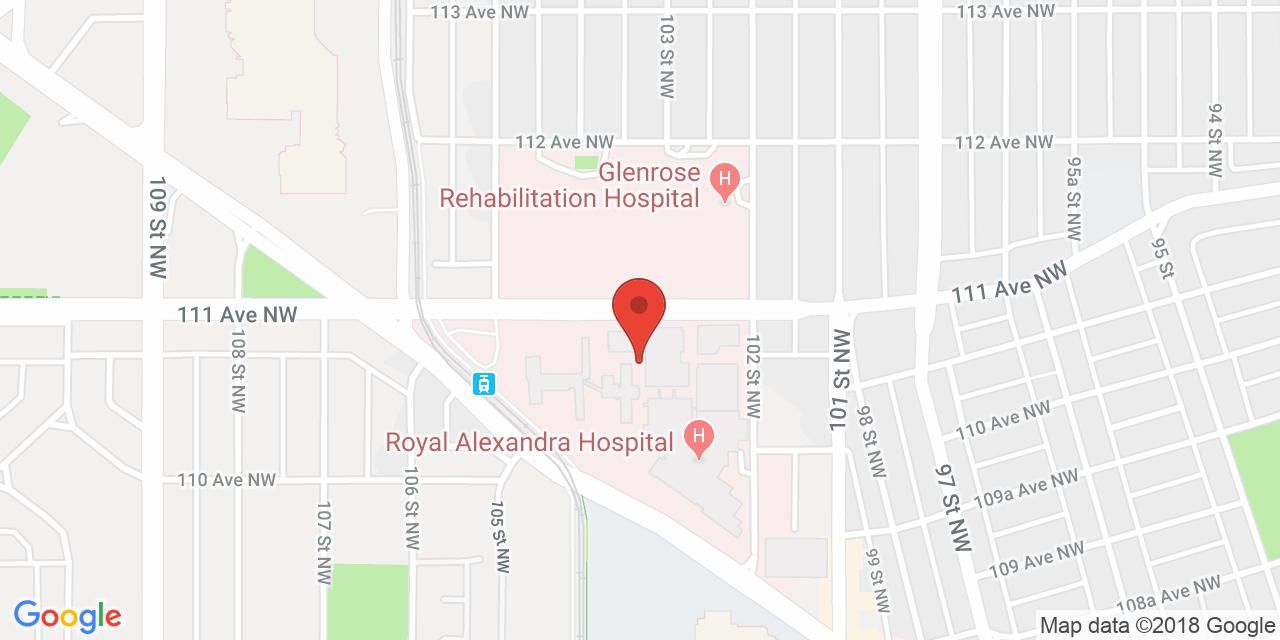 113 Ave NW
113 Ave NW
103 St NW
112 Ave NW
112 Ave NW
94 St NW
95a St NW
Glenrose
Rehabilitation Hospital
H
109 St NW
95 St
111 Ave NW
111 Ave NW
108 St NW
102 St NW
101 St NW
98 St NW
110 Ave NW
Royal Alexandra Hospital
H
110 Ave NW
106 St NW
105 St NW
107 St NW
109a Ave NW
97 St NW
99 St NW
109 Ave NW
108a Ave NW
Google
Map data ©2018 Google